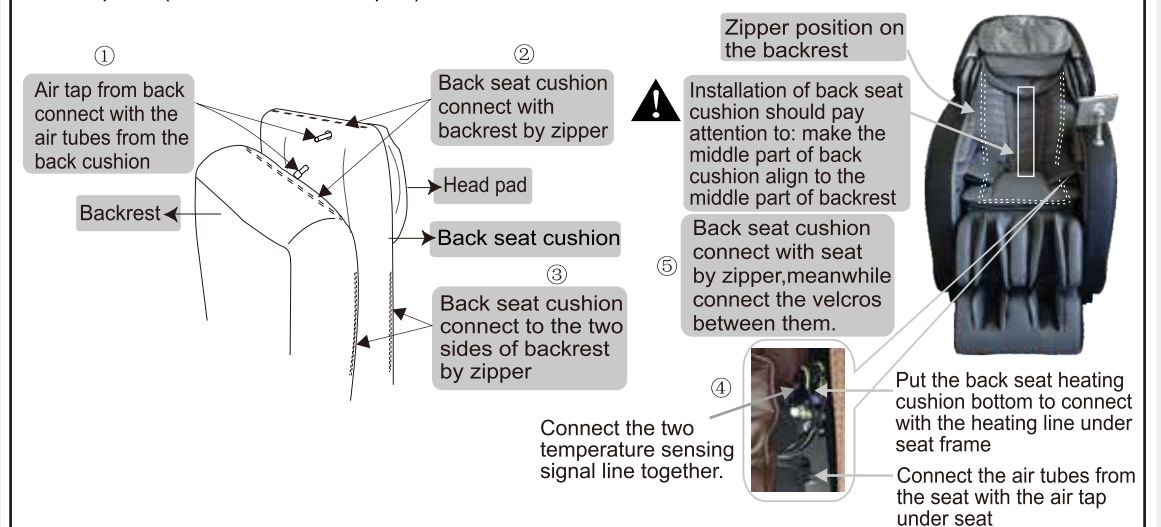 ①
Air tap from back
connect with the
air tubes from the
back cushion
②
Back seat cushion
connect with
backrest by zipper
Head pad
Backrest
Back seat cushion
③
Back seat cushion
connect to the two
sides of backrest
by zipper
Zipper position on
the backrest
Installation of back seat
cushion should pay
attention to: make the
middle part of back
cushion align to the
middle part of backrest
⑤
Back seat cushion
connect with seat
by zipper,meanwhile
connect the velcros
between them.
④
Connect the two
temperature sensing
signal line together.
Put the back seat heating
cushion bottom to connect
with the heating line under
seat frame
Connect the air tubes from
the seat with the air tap
under seat